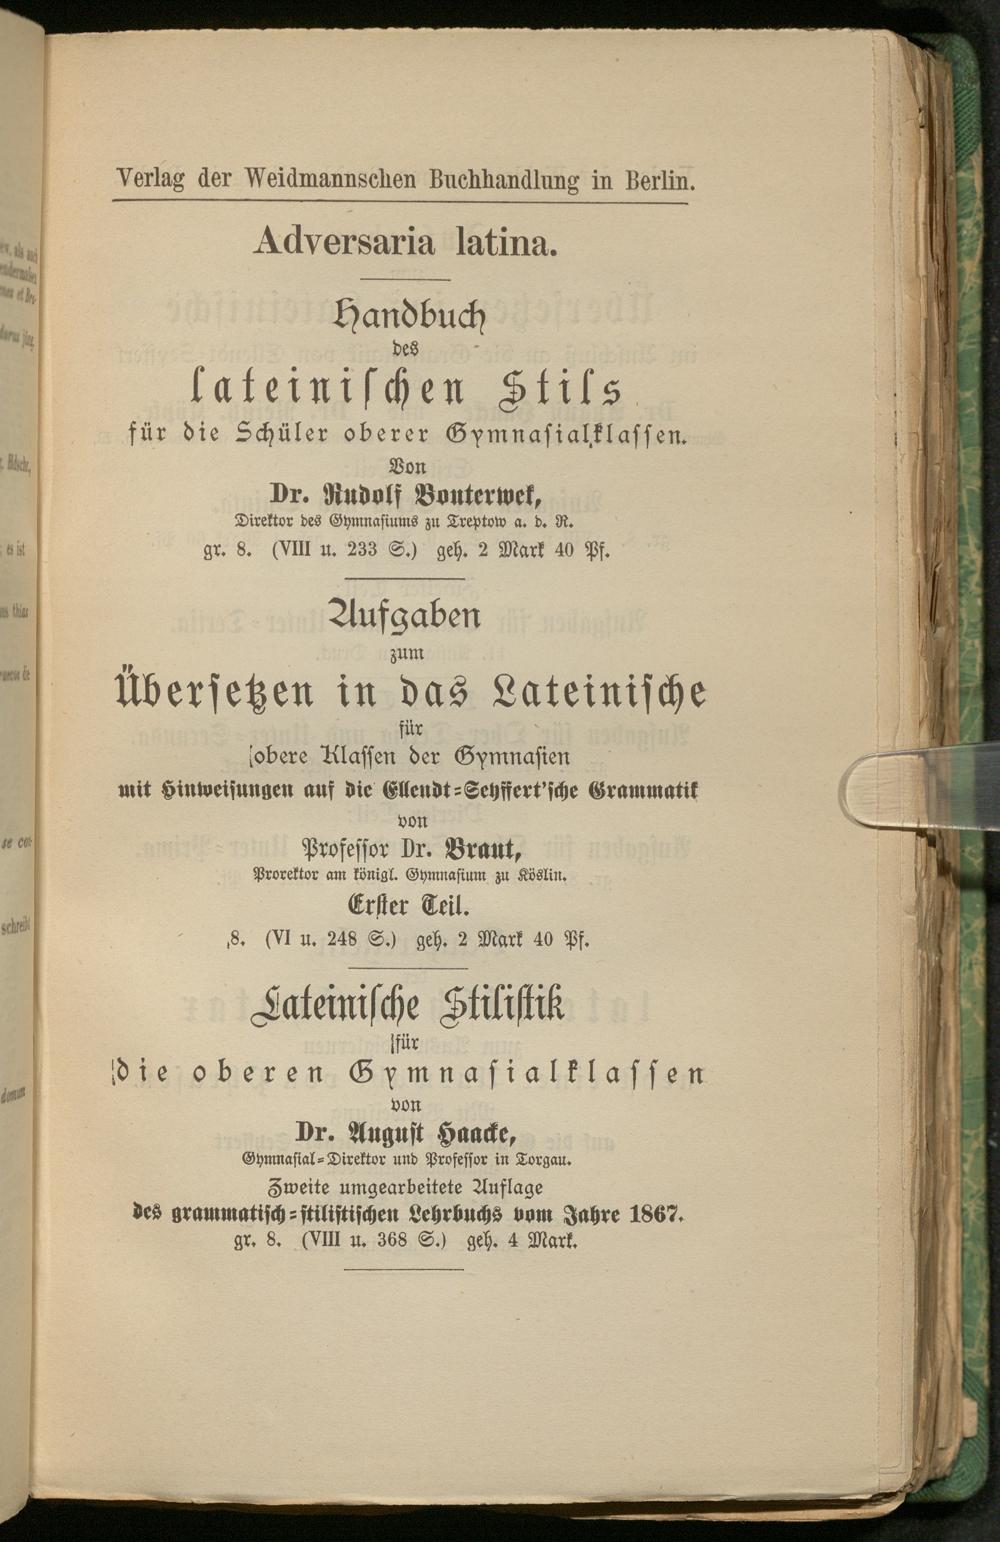 Verlag der Weidmannschen Buchhandlung in Berlin.
Adversaria latina.
Handbuch
des
lateinischen Stils
für die Schüler oberer Gymnasialklassen.
Von
Dr. Rudolf Bouterwek,
Direktor des Gymnasiums zu Treptow a. d. R.
gr. 8. (VIII u. 233 S.) geh. 2 Mark 40 Pf.
Aufgaben
zum
Übersetzen in das Lateinische
für
obere Klassen der Gymnasien
mit Hinweisungen auf die Ellendt-Seyffert'sche Grammatik
von
Professor Dr. Braut,
Prorektor am königl. Gymnasium zu Köslin.
Erster Teil.
8. (VI u. 248 S.) geh. 2 Mark 40 Pf.
Lateinische Stilistik
für
die oberen Gymnasialklassen
von
Dr. August Haacke,
Gymnasial-Direktor und Professor in Torgau.
Zweite umgearbeitete Auflage
des grammatisch-stilistischen Lehrbuchs vom Jahre 1867.
gr. 8. (VIII u. 368 S.) geh. 4 Mark.